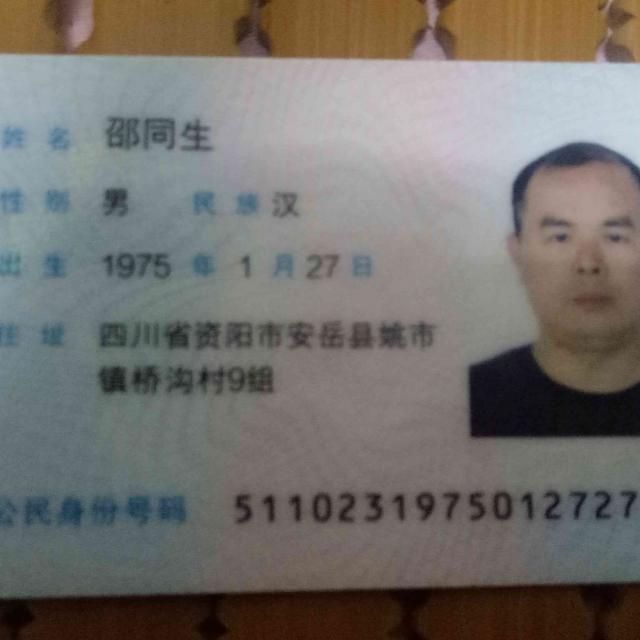 姓名 邵同生
性别 男 民族 汉
出生 1975 年 1 月 27 日
住址 四川省资阳市安岳县姚市
镇桥沟村9组
公民身份号码 5110231975012727